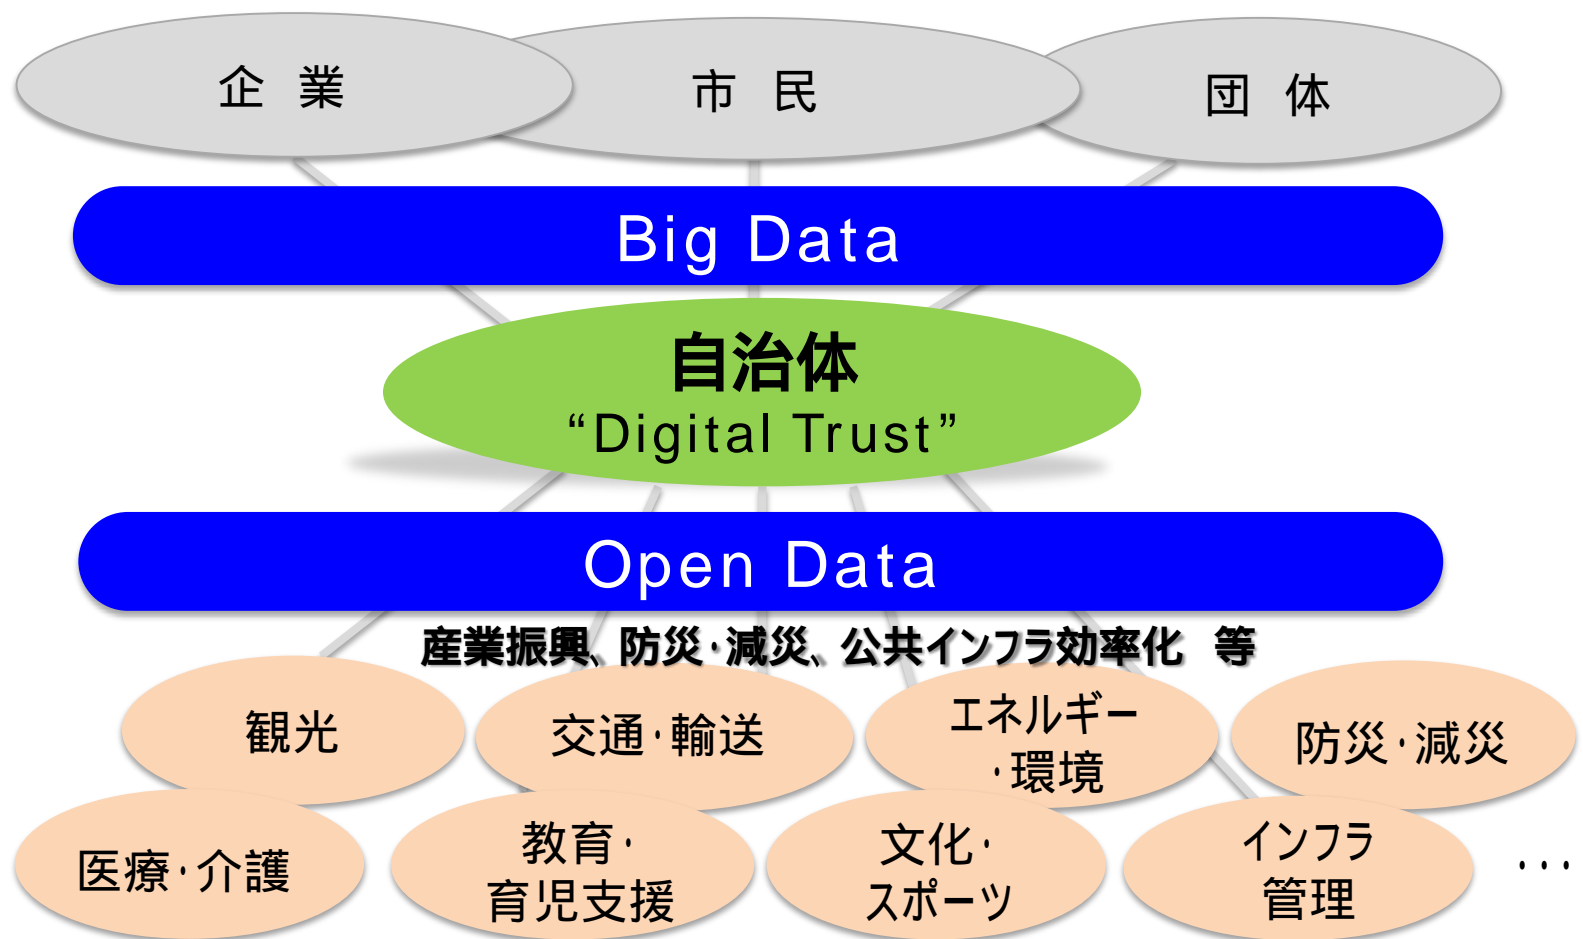 企 業
市 民
団 体
Big Data
自治体
“Digital Trust”
Open Data
産業振興、防災・減災、公共インフラ効率化 等
観光
交通・輸送
エネルギー
・環境
防災・減災
医療・介護
教育・
育児支援
文化・
スポーツ
インフラ
管理
・・・